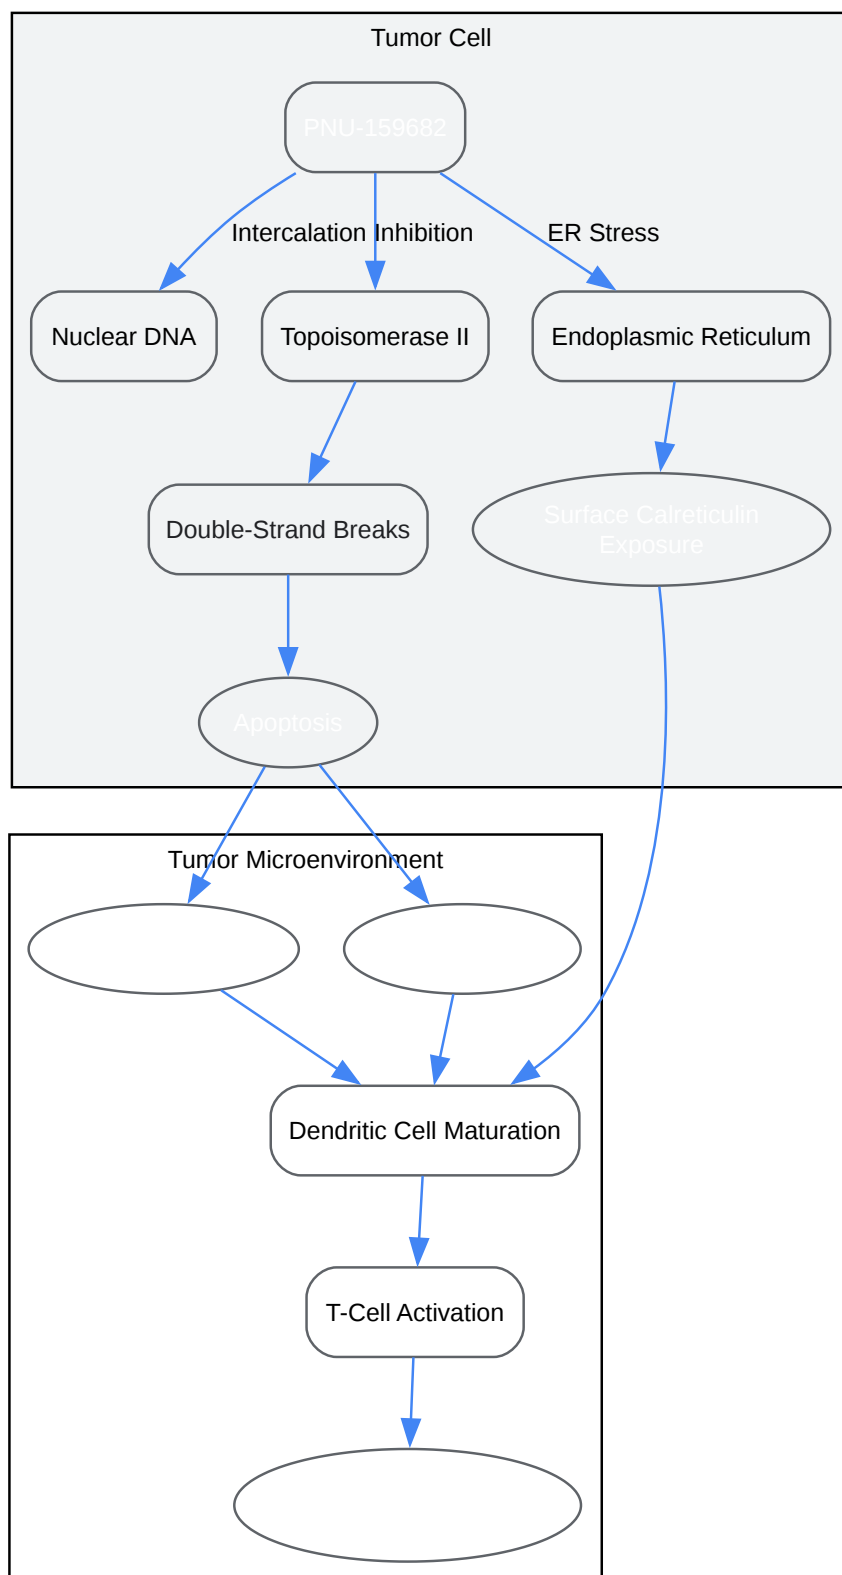 Tumor Cell
PNU-159682
Intercalation
Inhibition
ER Stress
Nuclear DNA
Topoisomerase II
Endoplasmic Reticulum
Double-Strand Breaks
Surface Calreticulin
Exposure
Apoptosis
Tumor Microenvironment
Dendritic Cell Maturation
T-Cell Activation